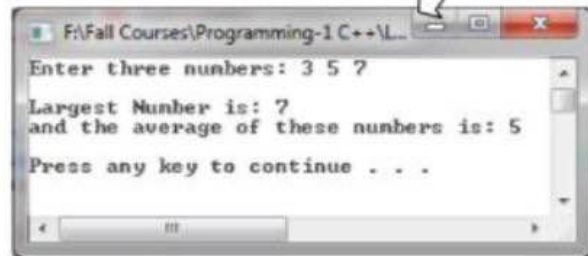 F:\Fall Courses\Programming-1 C++\L...
Enter three numbers: 3 5 7
Largest Number is: 7
and the average of these numbers is: 5
Press any key to continue . . .